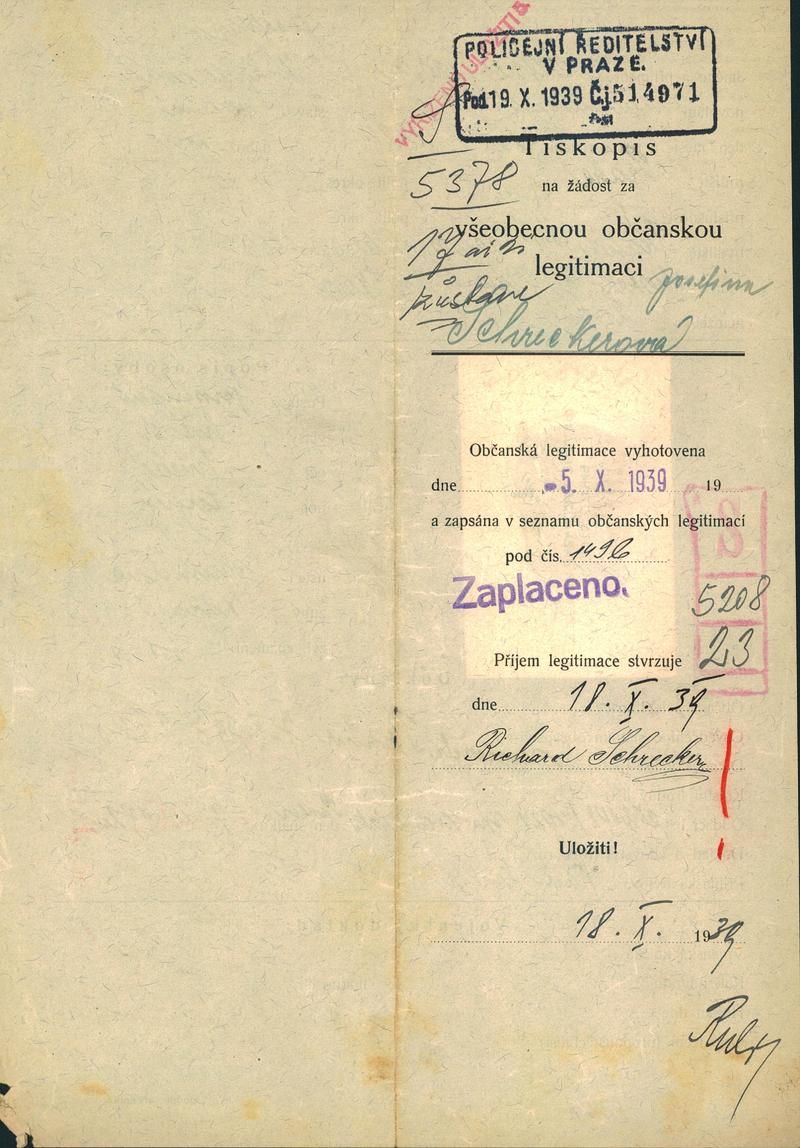 POLICEJNÍ ŘEDITELSTVÍ
V PRAZE.
Pod. 19. X. 1939 Čj 514971
Tiskopis
5378
na žádost za
všeobecnou občanskou
17
legitimaci
Josefina
zůstane
Schreckerová
Občanská legitimace vyhotovena
dne 5. X. 1939 19
a zapsána v seznamu občanských legitimací
pod čís. 1496
Zaplaceno.
5208
Příjem legitimace stvrzuje 23
dne 18. X. 39
Richard Schrecker
Uložiti!
18. X. 1939